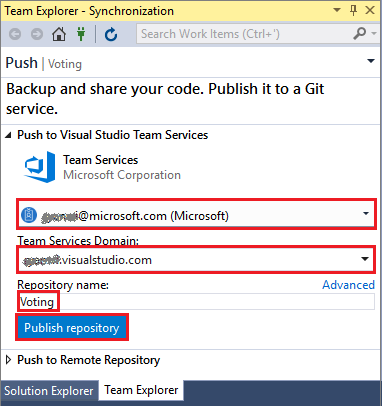 Team Explorer - Synchronization
Search Work Items (Ctrl+')
Push | Voting
Backup and share your code. Publish it to a Git
service.
Push to Visual Studio Team Services
Team Services
Microsoft Corporation
@microsoft.com (Microsoft)
Team Services Domain:
.visualstudio.com
Repository name:
Advanced
Voting
Publish repository
Push to Remote Repository
Solution Explorer
Team Explorer